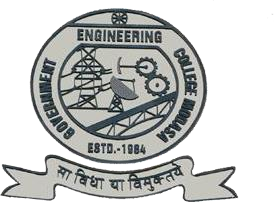 GOVERNMENT ENGINEERING COLLEGE MODASA
ESTD.-1984
सा विद्या या विमुक्तये